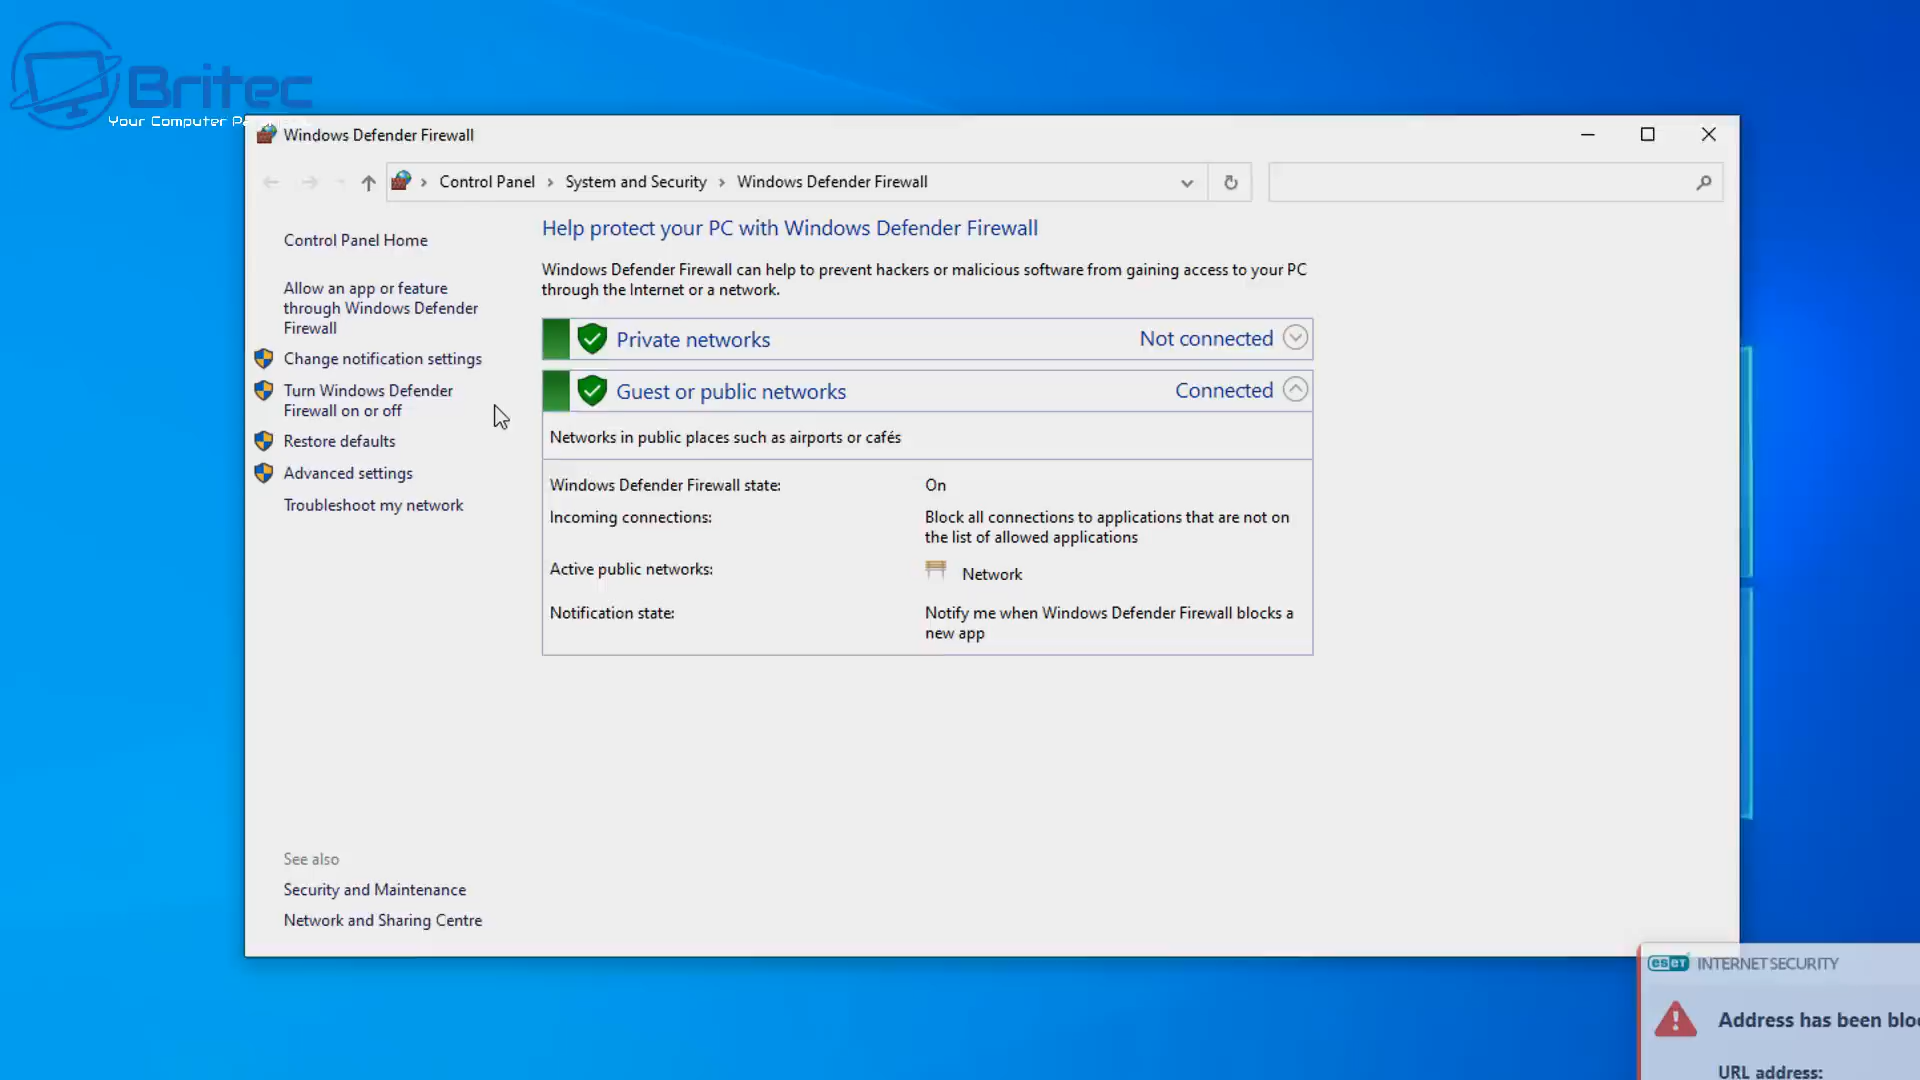 Britec
Your Computer P
Windows Defender Firewall
Control Panel
System and Security
Windows Defender Firewall
Control Panel Home
Allow an app or feature
through Windows Defender
Firewall
Change notification settings
Turn Windows Defender
Firewall on or off
Restore defaults
Advanced settings
Troubleshoot my network
See also
Security and Maintenance
Network and Sharing Centre
Help protect your PC with Windows Defender Firewall
Windows Defender Firewall can help to prevent hackers or malicious software from gaining access to your PC
through the Internet or a network.
Private networks
Not connected
Guest or public networks
Connected
Networks in public places such as airports or cafés
Windows Defender Firewall state:
On
Incoming connections:
Block all connections to applications that are not on
the list of allowed applications
Active public networks:
Network
Notification state:
Notify me when Windows Defender Firewall blocks a
new app
eseT INTERNET SECURITY
Address has been blo
URL address: